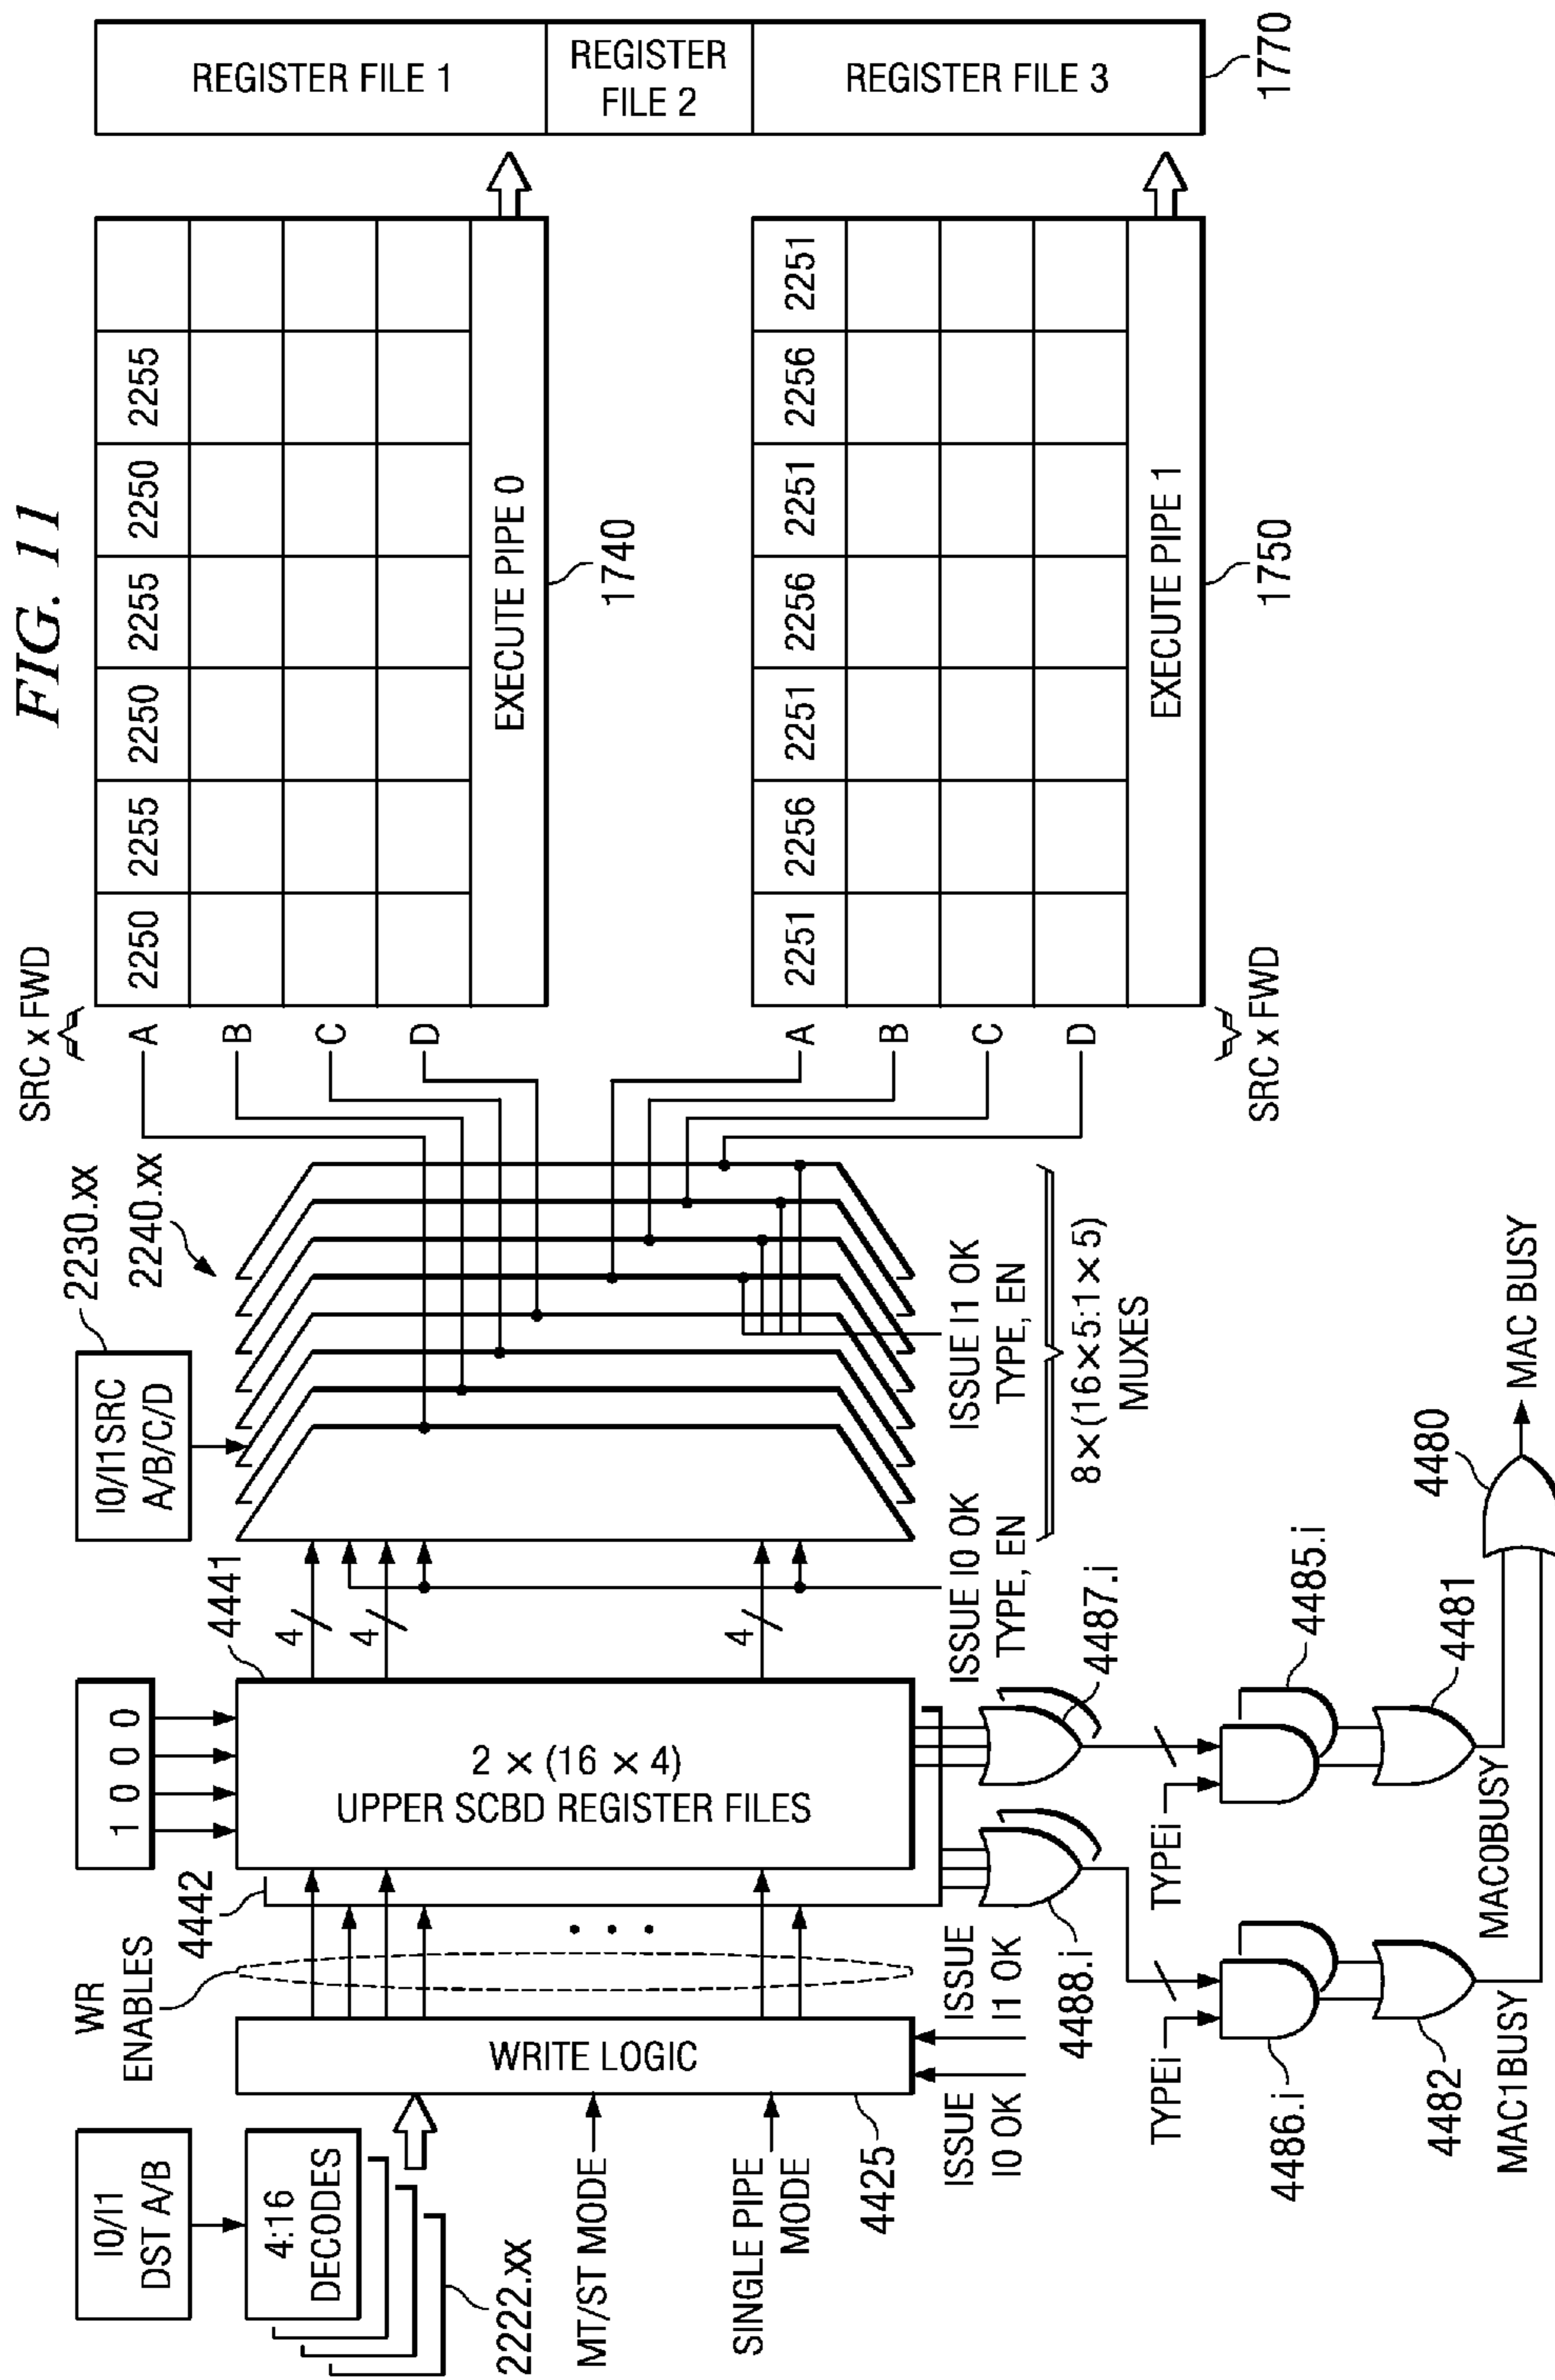 FIG. 11
I0/I1
DST A/B
4:16
DECODES
2222.xx
MT/ST MODE
SINGLE PIPE
MODE
WR
ENABLES
WRITE LOGIC
4425
ISSUE
I0 OK
ISSUE
I1 OK
4442
1 0 0 0
4441
2 × (16 × 4)
UPPER SCBD REGISTER FILES
4
4
4
I0/I1SRC
A/B/C/D
2230.xx
2240.xx
ISSUE I0 OK
TYPE, EN
ISSUE I1 OK
TYPE, EN
8×(16×5:1×5)
MUXES
SRC x FWD
A
B
C
D
2250
2255
2250
2255
2250
2255
EXECUTE PIPE 0
1740
A
B
C
D
SRC x FWD
2251
2256
2251
2256
2251
2256
2251
EXECUTE PIPE 1
1750
REGISTER FILE 1
REGISTER
FILE 2
REGISTER FILE 3
1770
4488.i
4487.i
TYPEi
4486.i
TYPEi
4485.i
4482
4481
MAC1BUSY
MAC0BUSY
4480
MAC BUSY